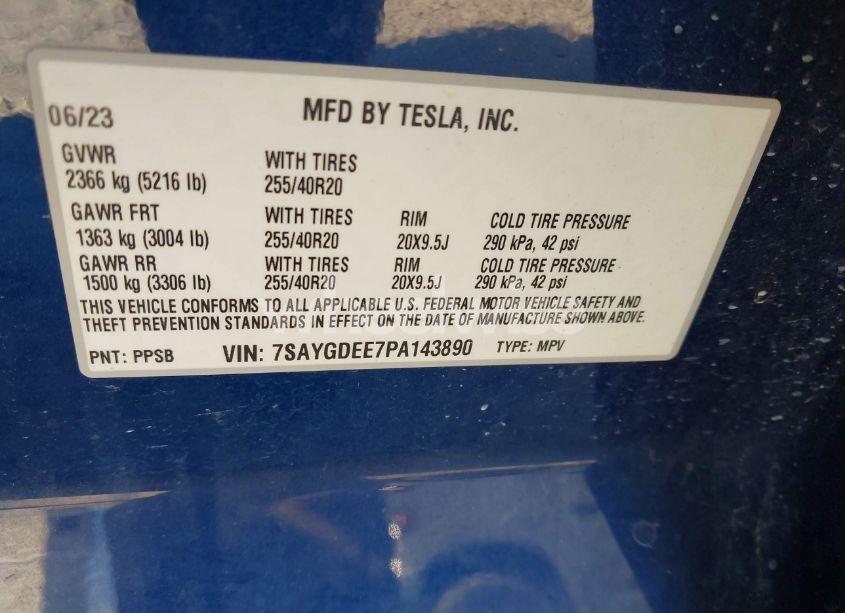 06/23 MFD BY TESLA, INC.
GVWR WITH TIRES
2366 kg (5216 lb) 255/40R20
GAWR FRT WITH TIRES RIM COLD TIRE PRESSURE
1363 kg (3004 lb) 255/40R20 20X9.5J 290 kPa, 42 psi
GAWR RR WITH TIRES RIM COLD TIRE PRESSURE
1500 kg (3306 lb) 255/40R20 20X9.5J 290 kPa, 42 psi
THIS VEHICLE CONFORMS TO ALL APPLICABLE U.S. FEDERAL MOTOR VEHICLE SAFETY AND
THEFT PREVENTION STANDARDS IN EFFECT ON THE DATE OF MANUFACTURE SHOWN ABOVE.
PNT: PPSB VIN: 7SAYGDEE7PA143890 TYPE: MPV